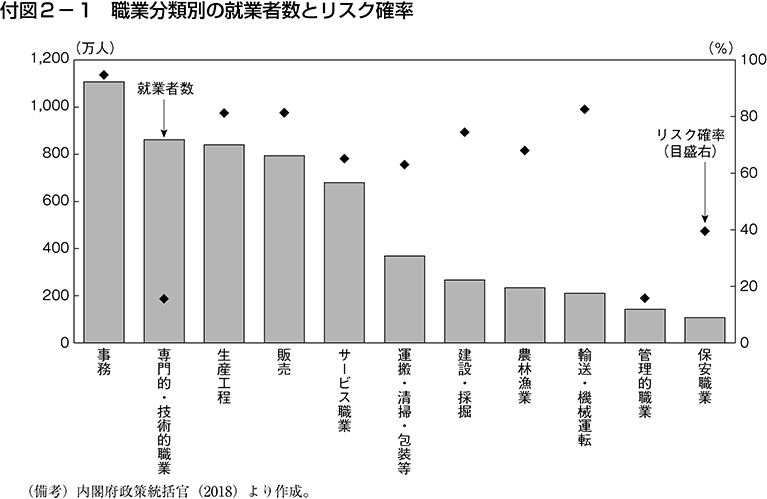 付図２－１　職業分類別の就業者数とリスク確率
（万人）
（％）
1,200
1,000
800
600
400
200
0
100
80
60
40
20
0
就業者数
リスク確率
（目盛右）
事務
専門的・技術的職業
生産工程
販売
サービス職業
運搬・清掃・包装等
建設・採掘
農林漁業
輸送・機械運転
管理的職業
保安職業
（備考）内閣府政策統括官（2018）より作成。